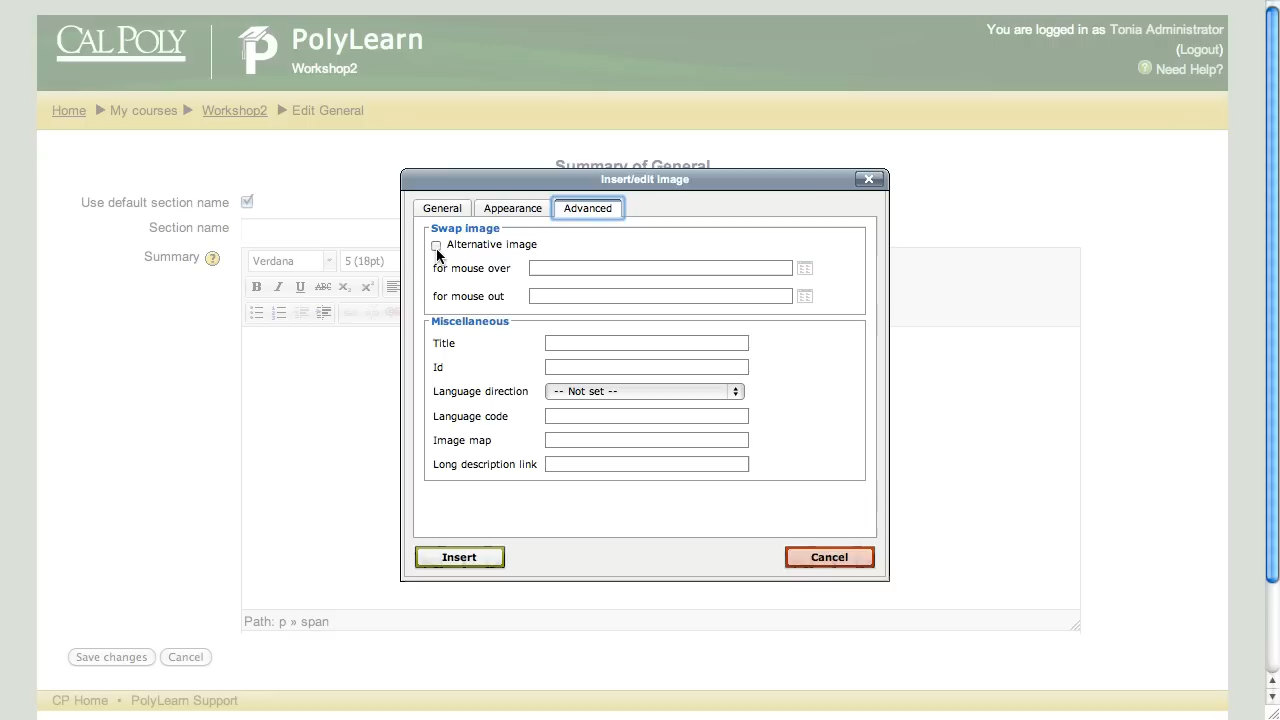 CAL POLY
PolyLearn
Workshop2
You are logged in as Tonia Administrator
(Logout)
Need Help?
Home ▶ My courses ▶ Workshop2 ▶ Edit General
Summary of General
Use default section name
Section name
Summary
Verdana
5 (18pt)
B I U ABC X₂ X²
Path: p » span
Save changes
Cancel
CP Home • PolyLearn Support
Insert/edit image
General
Appearance
Advanced
Swap image
Alternative image
for mouse over
for mouse out
Miscellaneous
Title
Id
Language direction
-- Not set --
Language code
Image map
Long description link
Insert
Cancel